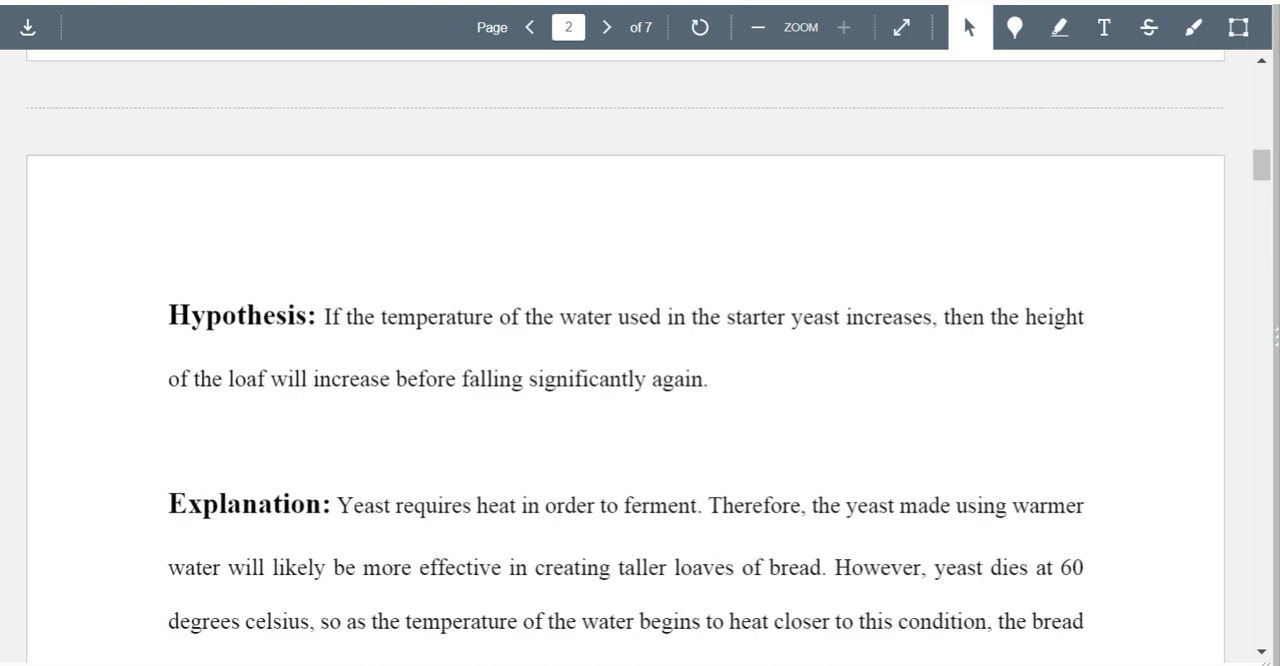 Page 2 of 7 ZOOM T S
Hypothesis: If the temperature of the water used in the starter yeast increases, then the height
of the loaf will increase before falling significantly again.
Explanation: Yeast requires heat in order to ferment. Therefore, the yeast made using warmer
water will likely be more effective in creating taller loaves of bread. However, yeast dies at 60
degrees celsius, so as the temperature of the water begins to heat closer to this condition, the bread